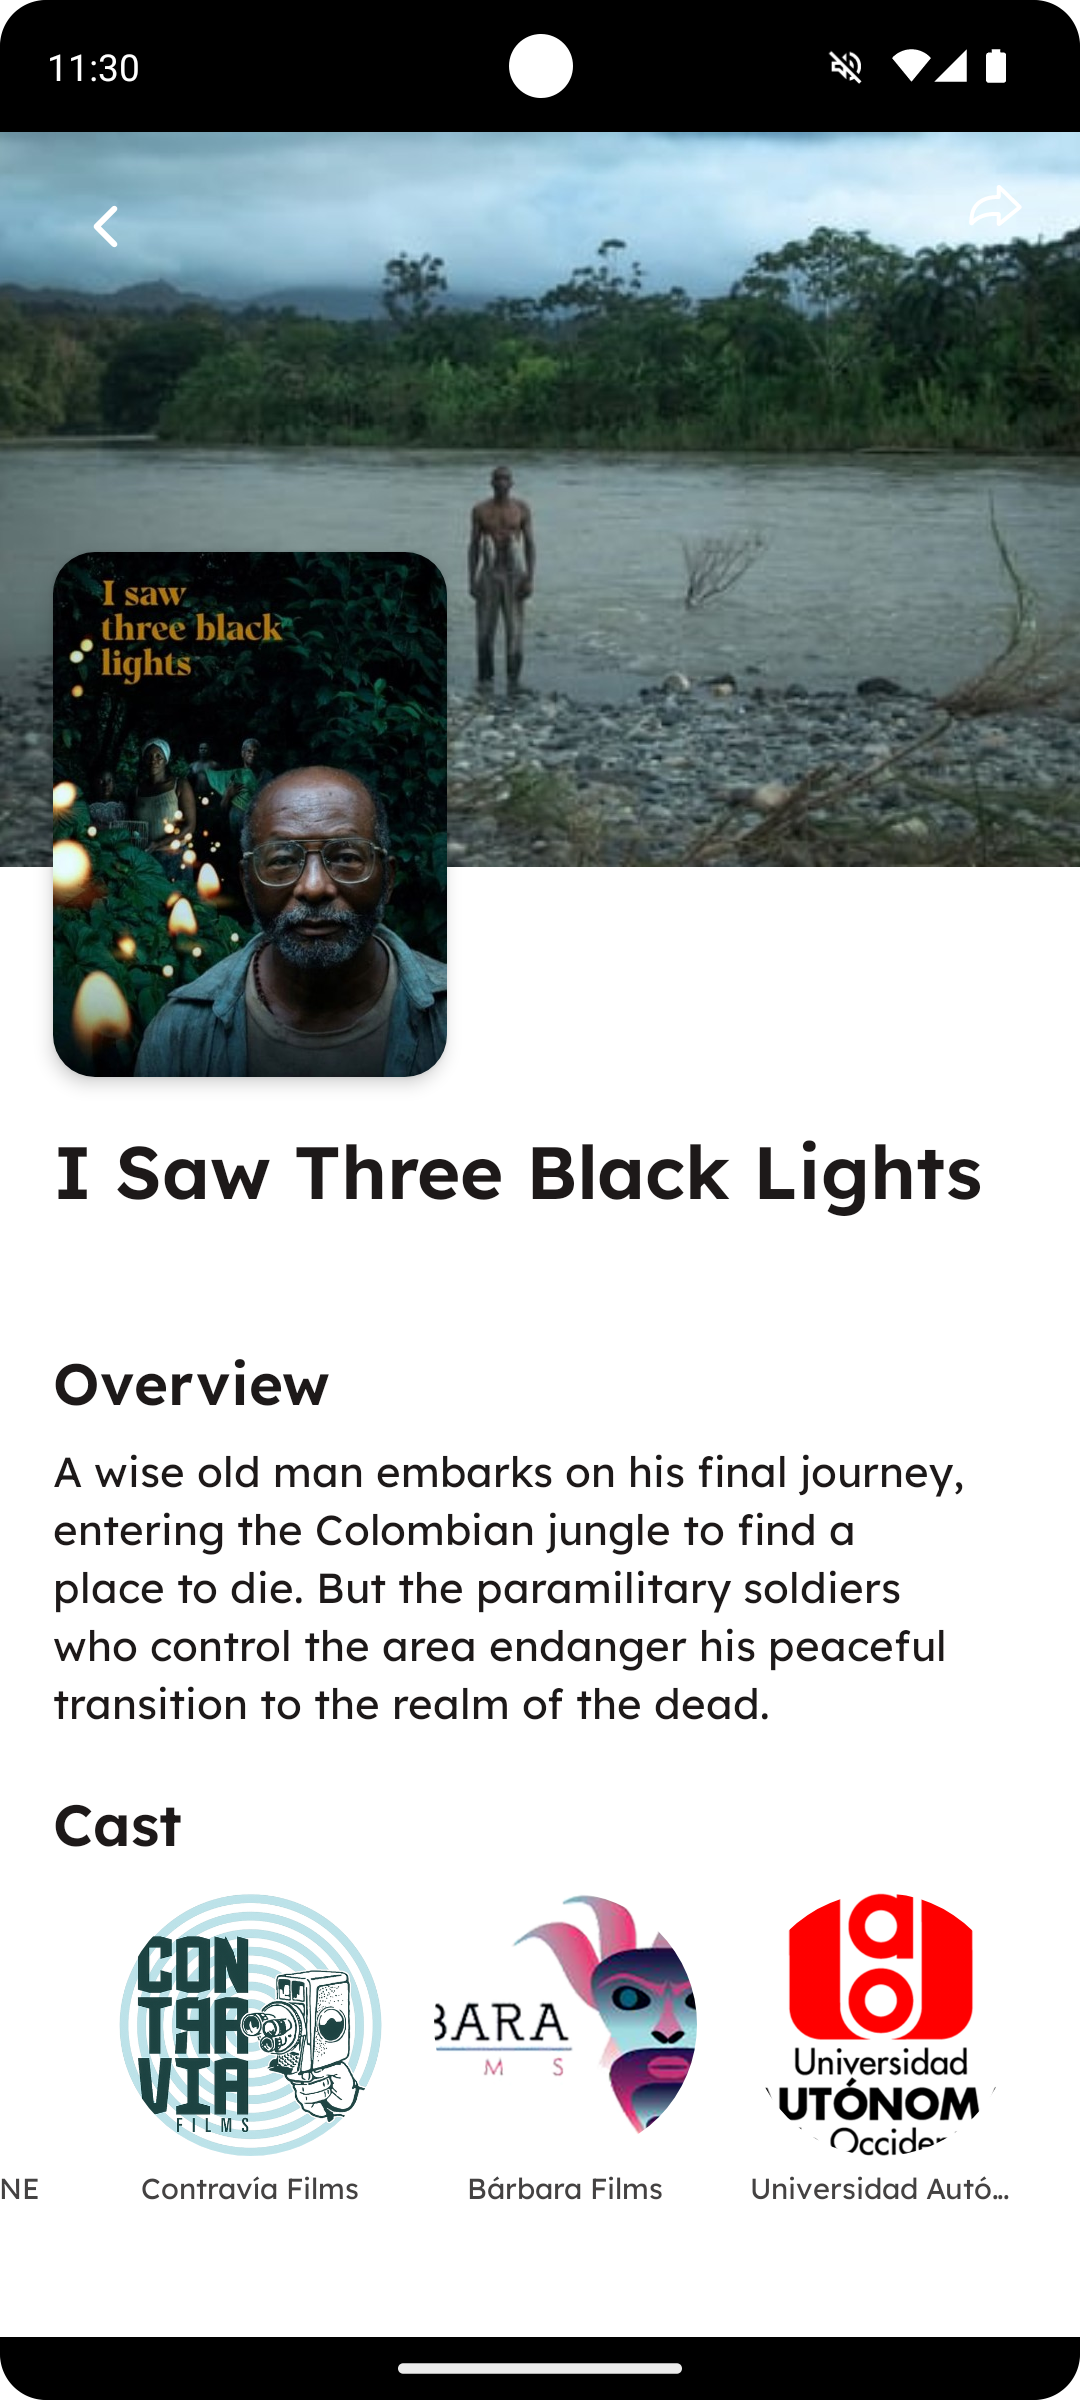 11:30
I saw
three black
lights
I Saw Three Black Lights
Overview
A wise old man embarks on his final journey,
entering the Colombian jungle to find a
place to die. But the paramilitary soldiers
who control the area endanger his peaceful
transition to the realm of the dead.
Cast
CON
TRA
VIA
FILMS
BARA
M S
Universidad
UTÓNOM
Occiden
NE
Contravía Films
Bárbara Films
Universidad Autó...